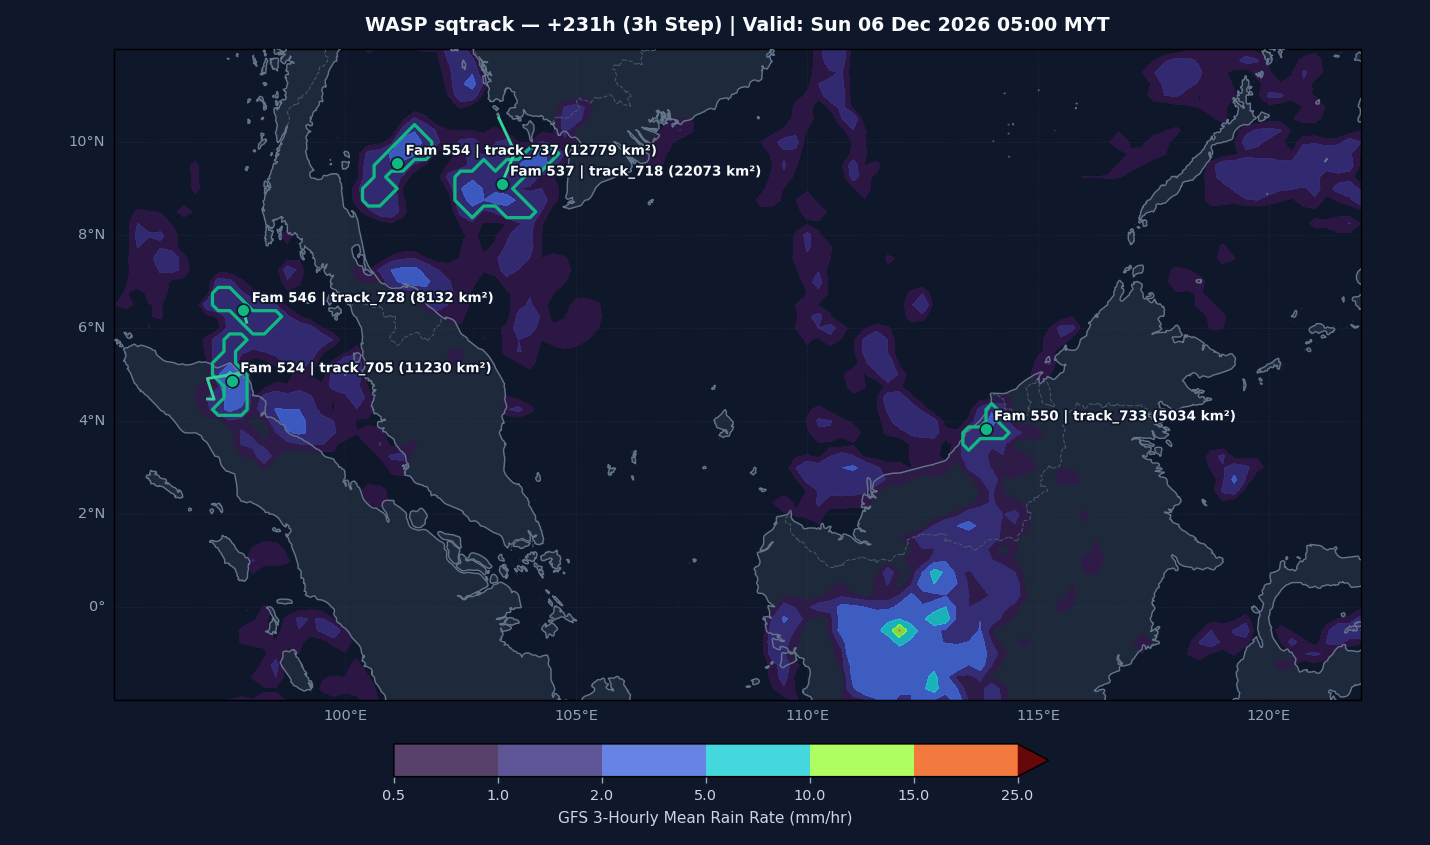 WASP sqtrack — +231h (3h Step) | Valid: Sun 06 Dec 2026 05:00 MYT
10°N
8°N
6°N
4°N
2°N
0°
Fam 554 | track_737 (12779 km²)
Fam 537 | track_718 (22073 km²)
Fam 546 | track_728 (8132 km²)
Fam 524 | track_705 (11230 km²)
Fam 550 | track_733 (5034 km²)
100°E 105°E 110°E 115°E 120°E
0.5 1.0 2.0 5.0 10.0 15.0 25.0
GFS 3-Hourly Mean Rain Rate (mm/hr)